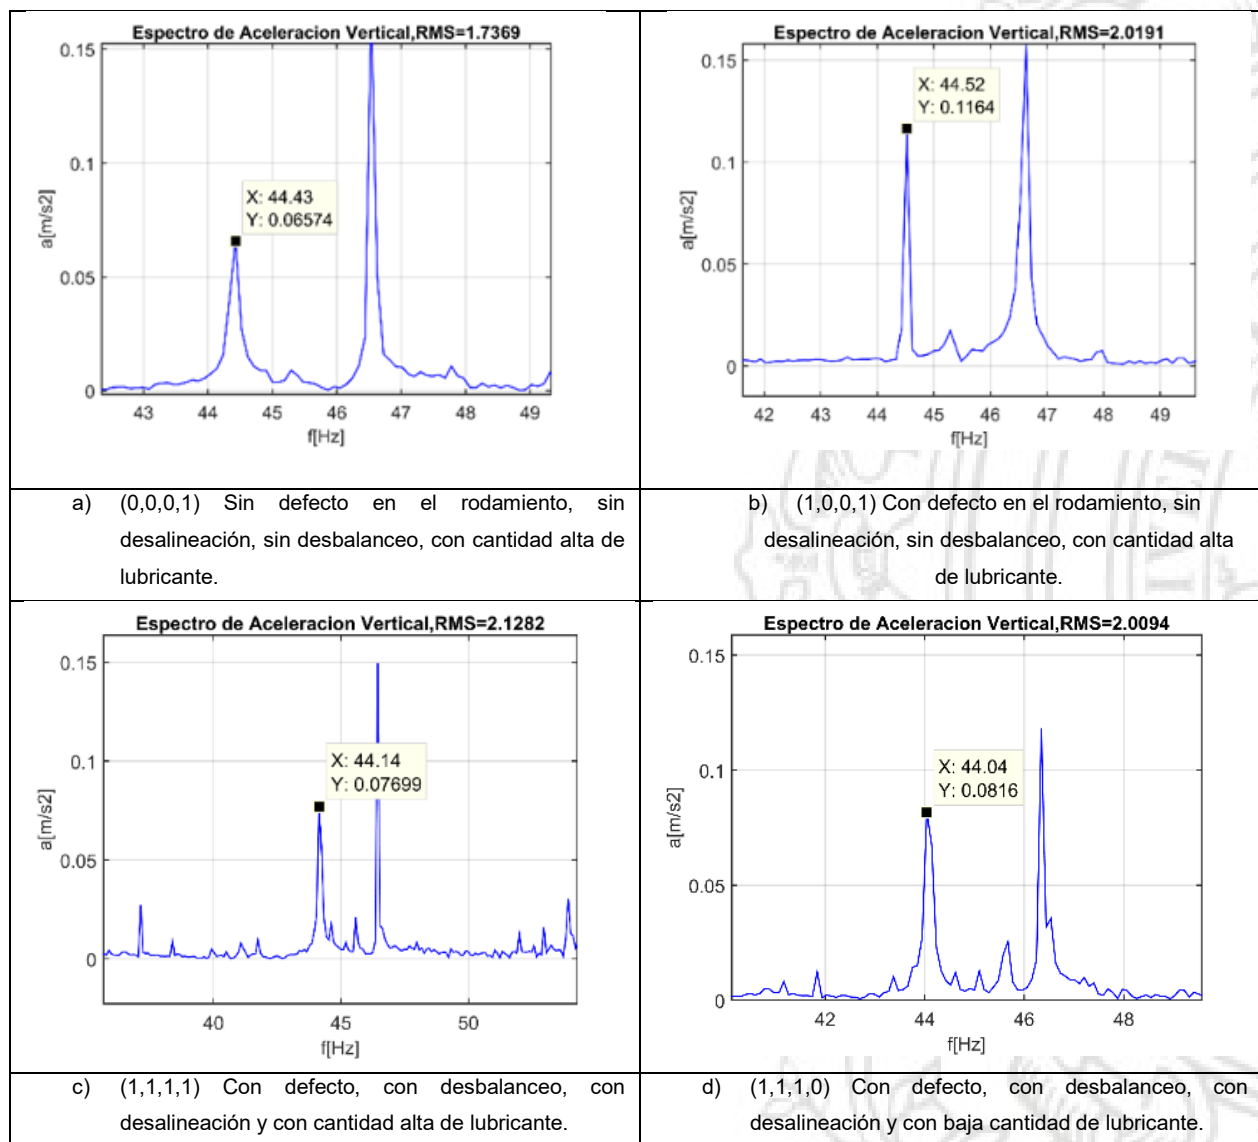 Espectro de Aceleracion Vertical,RMS=1.7369
0.15
0.1
0.05
0
a[m/s2]
X: 44.43
Y: 0.06574
43 44 45 46 47 48 49
f[Hz]
Espectro de Aceleracion Vertical,RMS=2.0191
0.15
0.1
0.05
0
a[m/s2]
X: 44.52
Y: 0.1164
42 43 44 45 46 47 48 49
f[Hz]
a) (0,0,0,1) Sin defecto en el rodamiento, sin
desalineación, sin desbalanceo, con cantidad alta de
lubricante.
b) (1,0,0,1) Con defecto en el rodamiento, sin
desalineación, sin desbalanceo, con cantidad alta
de lubricante.
Espectro de Aceleracion Vertical,RMS=2.1282
0.15
0.1
0.05
0
a[m/s2]
X: 44.14
Y: 0.07699
40 45 50
f[Hz]
Espectro de Aceleracion Vertical,RMS=2.0094
0.15
0.1
0.05
0
a[m/s2]
X: 44.04
Y: 0.0816
42 44 46 48
f[Hz]
c) (1,1,1,1) Con defecto, con desbalanceo, con
desalineación y con cantidad alta de lubricante.
d) (1,1,1,0) Con defecto, con desbalanceo, con
desalineación y con baja cantidad de lubricante.